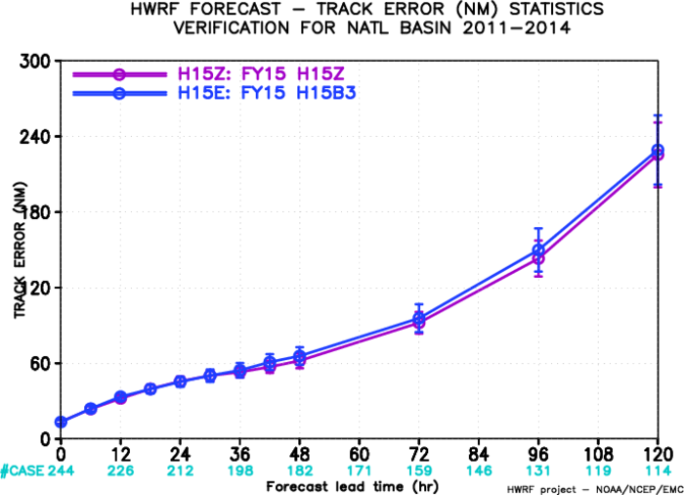 HWRF FORECAST – TRACK ERROR (NM) STATISTICS
VERIFICATION FOR NATL BASIN 2011–2014
H15Z: FY15 H15Z
H15E: FY15 H15B3
TRACK ERROR (NM)
300
240
180
120
60
0
0 12 24 36 48 60 72 84 96 108 120
#CASE 244 226 212 198 182 171 159 146 131 119 114
Forecast lead time (hr)
HWRF project – NOAA/NCEP/EMC